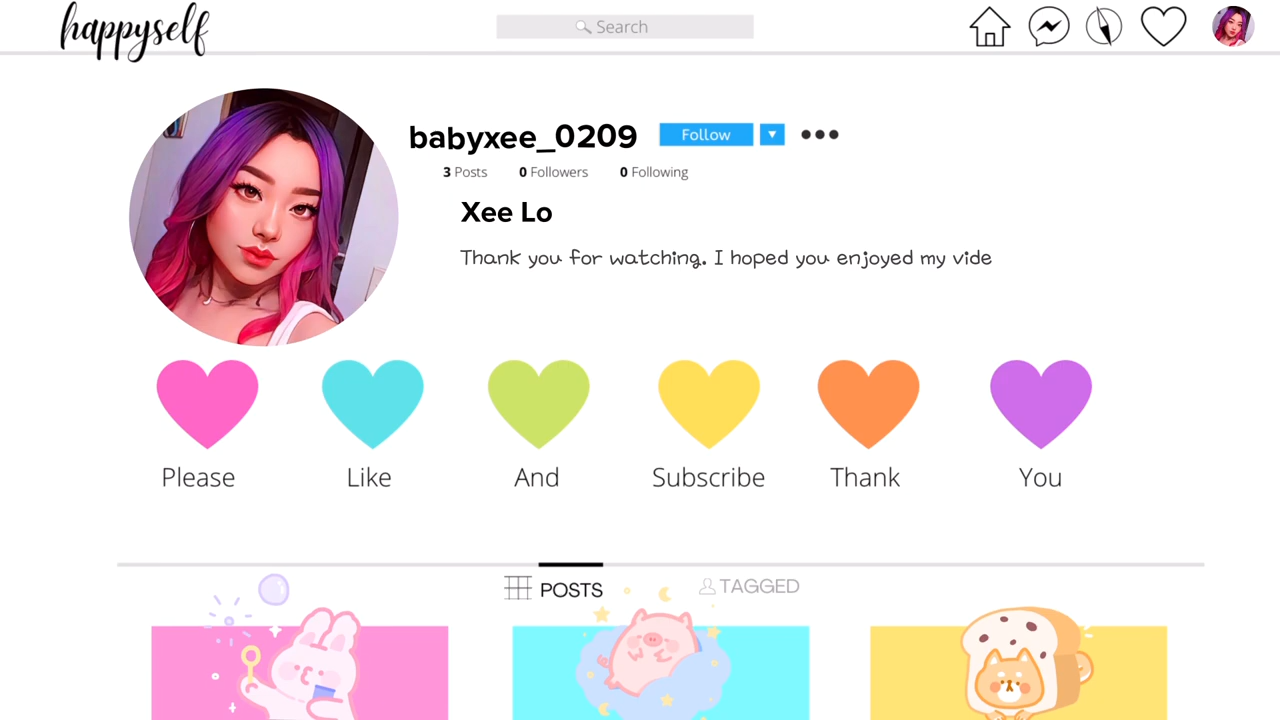 happyself
Search
babyxee_0209 Follow
3 Posts 0 Followers 0 Following
Xee Lo
Thank you for watching. I hoped you enjoyed my vide
Please Like And Subscribe Thank You
POSTS TAGGED